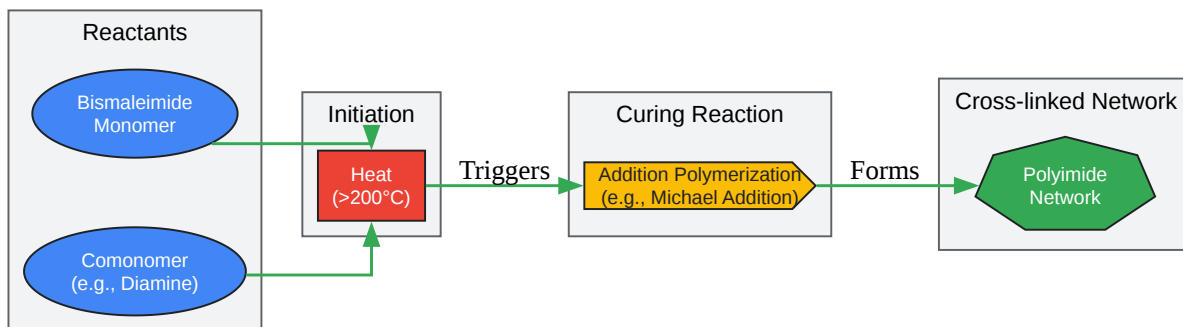 Reactants
Bismaleimide
Monomer
Comonomer
(e.g., Diamine)
Initiation
Heat
(>200°C)
Triggers
Curing Reaction
Addition Polymerization
(e.g., Michael Addition)
Forms
Cross-linked Network
Polyimide
Network